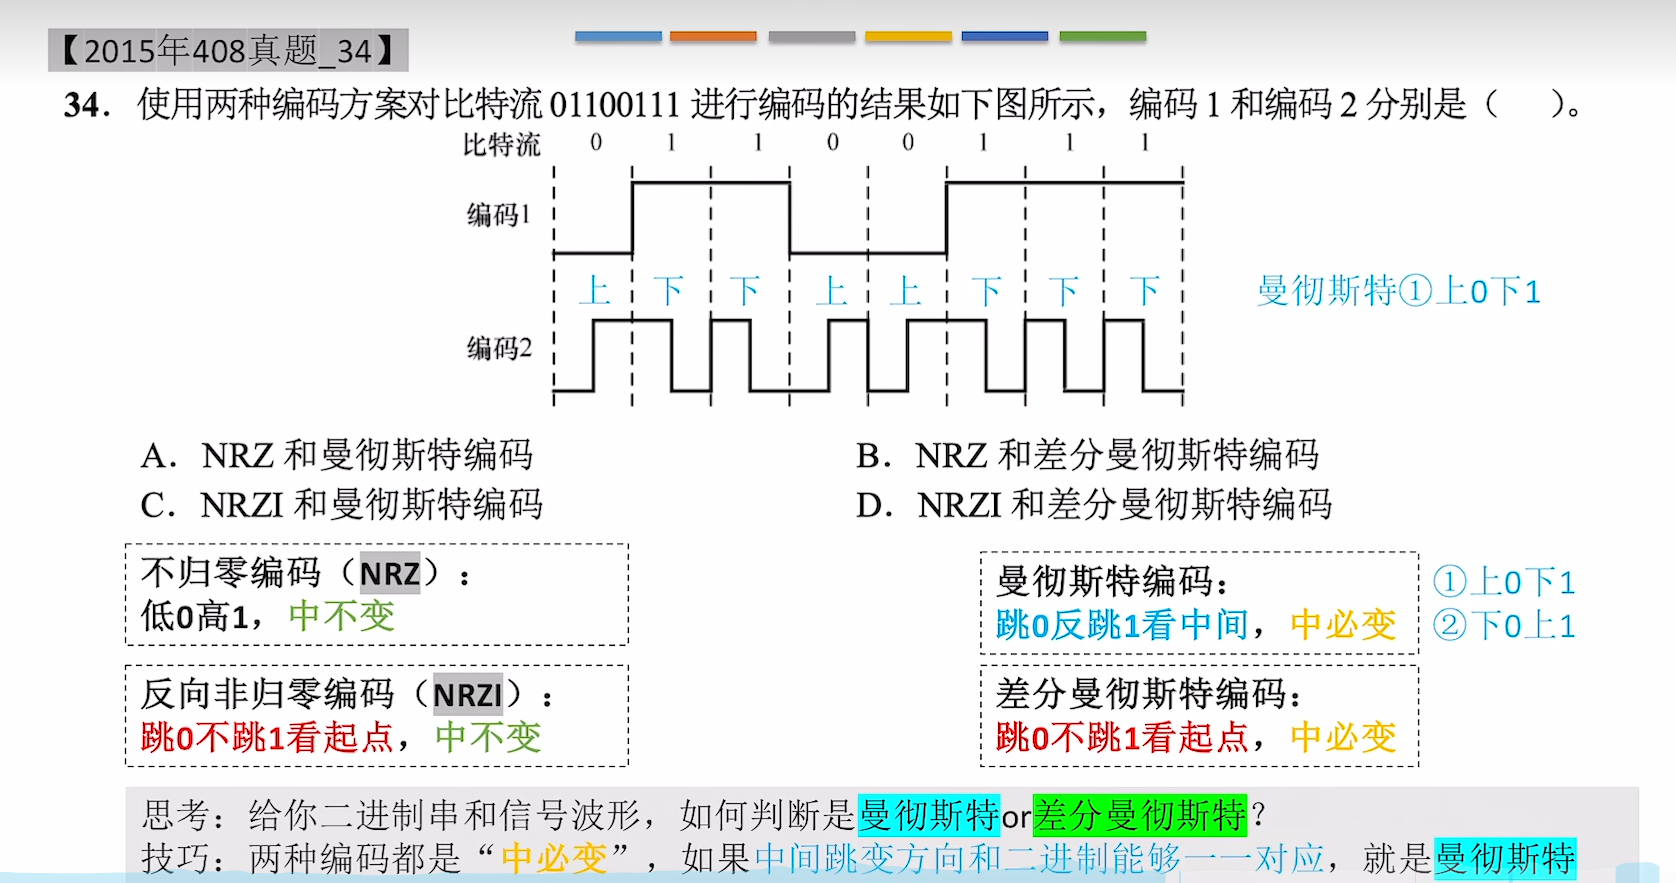 【2015年408真题_34】
34. 使用两种编码方案对比特流 01100111 进行编码的结果如下图所示，编码 1 和编码 2 分别是（ ）。
比特流 0 1 1 0 0 1 1 1
编码1
上 下 下 上 上 下 下 下
曼彻斯特①上0下1
编码2
A. NRZ 和曼彻斯特编码
B. NRZ 和差分曼彻斯特编码
C. NRZI 和曼彻斯特编码
D. NRZI 和差分曼彻斯特编码
不归零编码（NRZ）：
低0高1，中不变
曼彻斯特编码：
跳0反跳1看中间，中必变
①上0下1
②下0上1
反向非归零编码（NRZI）：
跳0不跳1看起点，中不变
差分曼彻斯特编码：
跳0不跳1看起点，中必变
思考：给你二进制串和信号波形，如何判断是曼彻斯特or差分曼彻斯特？
技巧：两种编码都是“中必变”，如果中间跳变方向和二进制能够一一对应，就是曼彻斯特